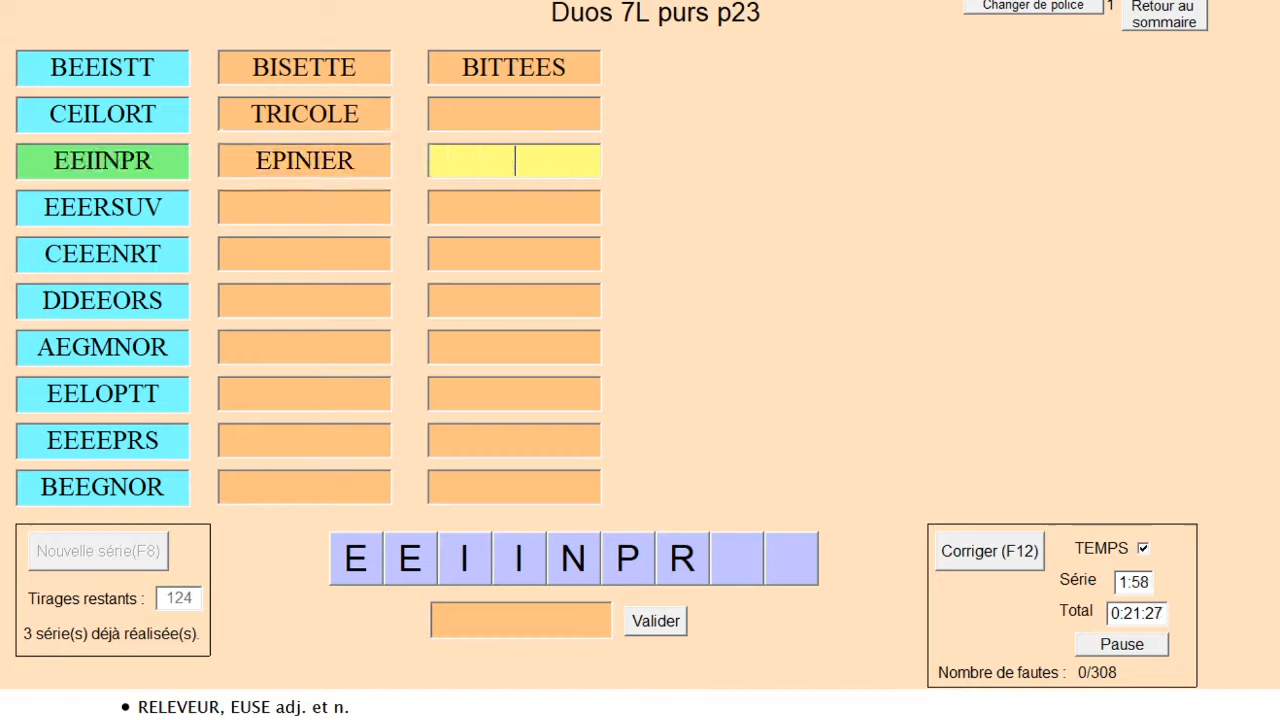 Duos 7L purs p23
Changer de police 1 Retour au
sommaire
BEEISTT BISETTE BITTEES
CEILORT TRICOLE
EEIINPR EPINIER
EEERSUV
CEEENRT
DDEEORS
AEGMNOR
EELOPTT
EEEEPRS
BEEGNOR
Nouvelle série(F8)
Tirages restants : 124
3 série(s) déjà réalisée(s).
E E I I N P R
Valider
Corriger (F12) TEMPS
Série 1:58
Total 0:21:27
Pause
Nombre de fautes : 0/308
• RELEVEUR, EUSE adj. et n.